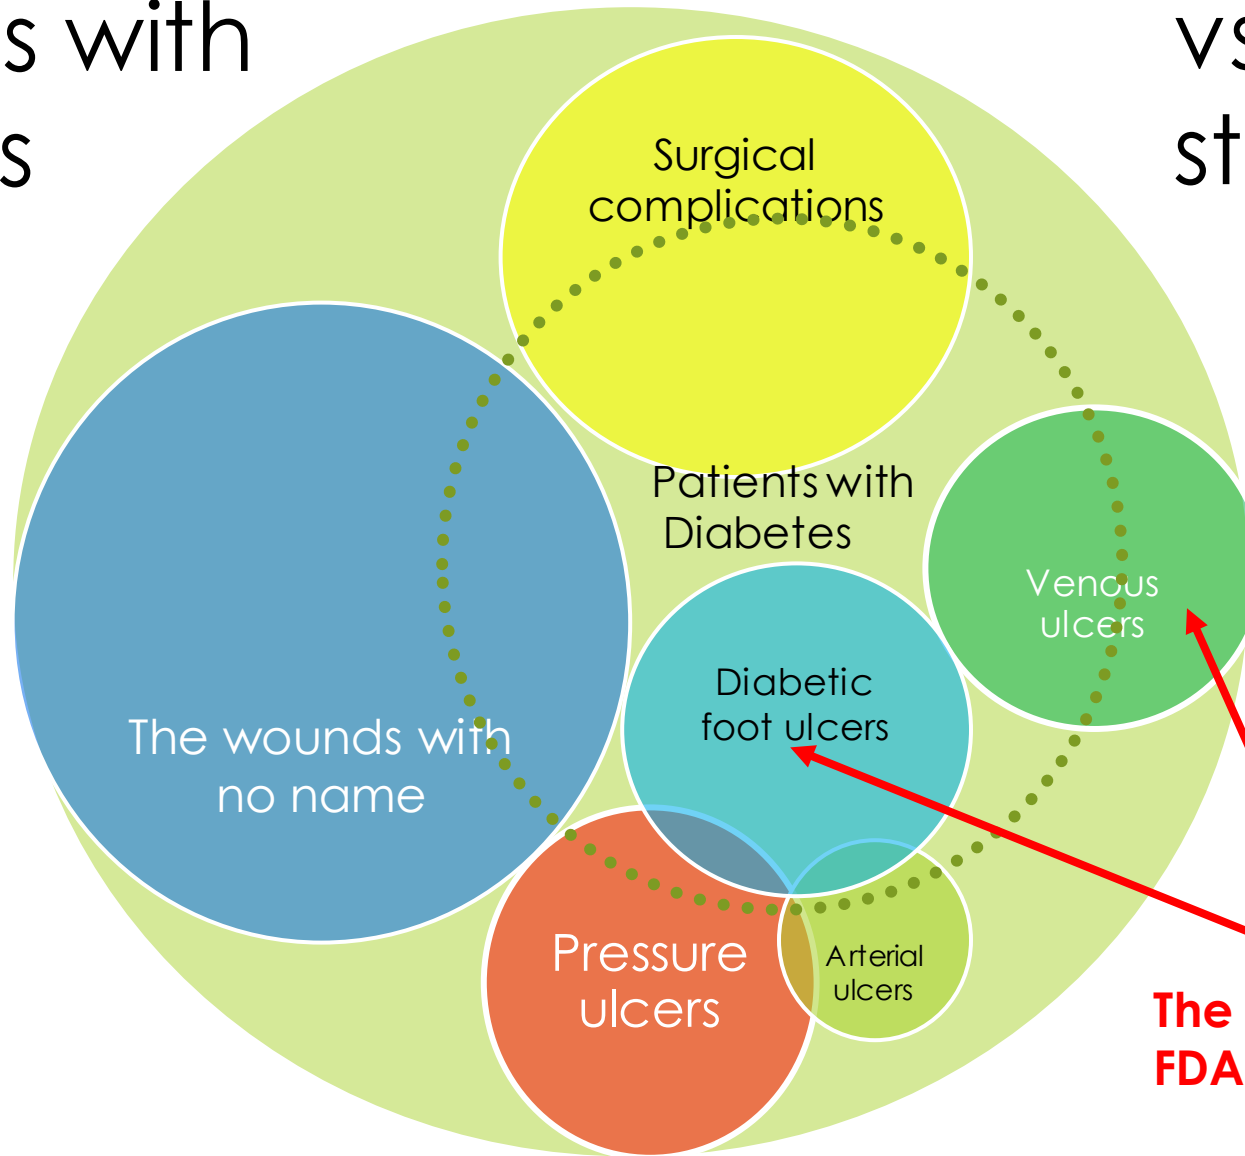 s with
s
vs
st
Surgical
complications
Patients with
Diabetes
Venous
ulcers
Diabetic
foot ulcers
The wounds with
no name
Pressure
ulcers
Arterial
ulcers
The
FDA